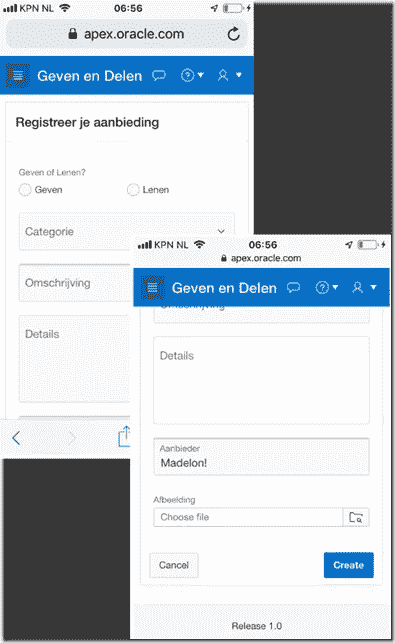 KPN NL 06:56
apex.oracle.com
Geven en Delen
Registreer je aanbieding
Geven of Lenen?
Geven Lenen
Categorie
Omschrijving
Details
KPN NL 06:56
apex.oracle.com
Geven en Delen
Omschrijving
Details
Aanbieder
Madelon!
Afbeelding
Choose file
Cancel Create
Release 1.0